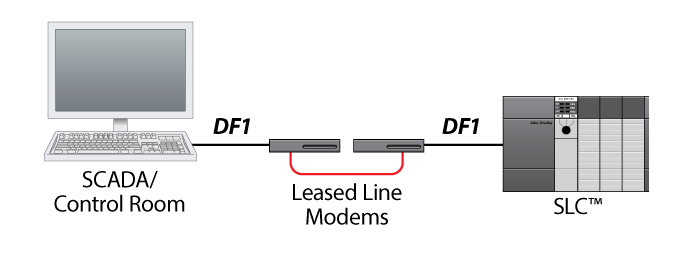 DF1
DF1
SCADA/
Control Room
Leased Line
Modems
SLC™